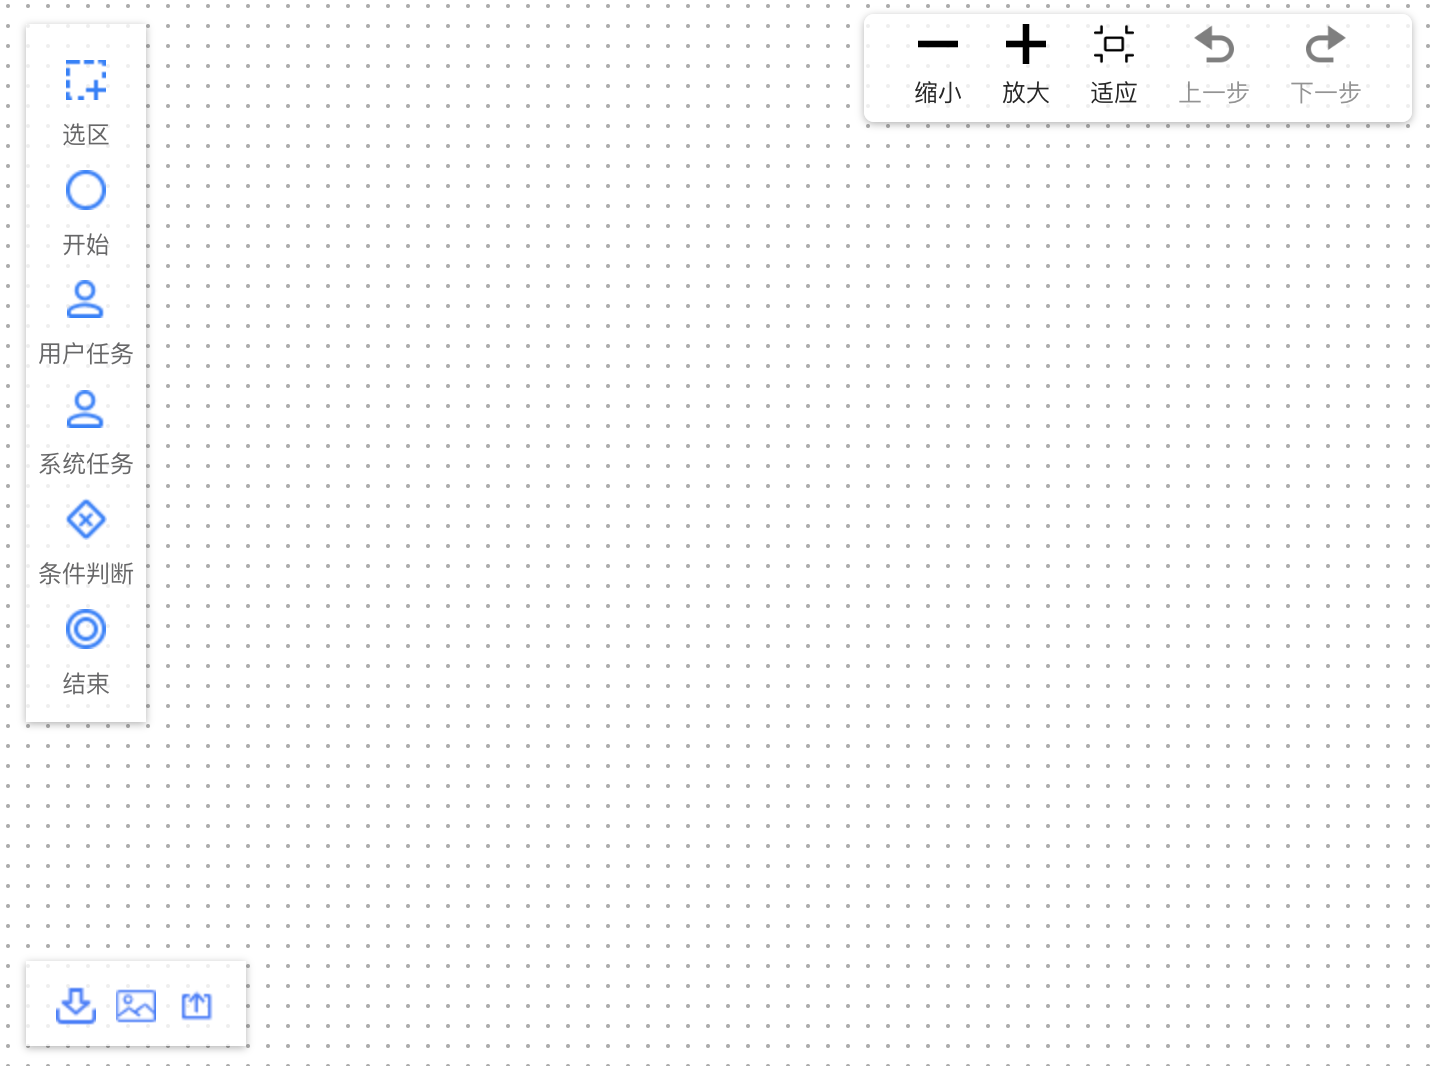 选区
开始
用户任务
系统任务
条件判断
结束
缩小
放大
适应
上一步
下一步